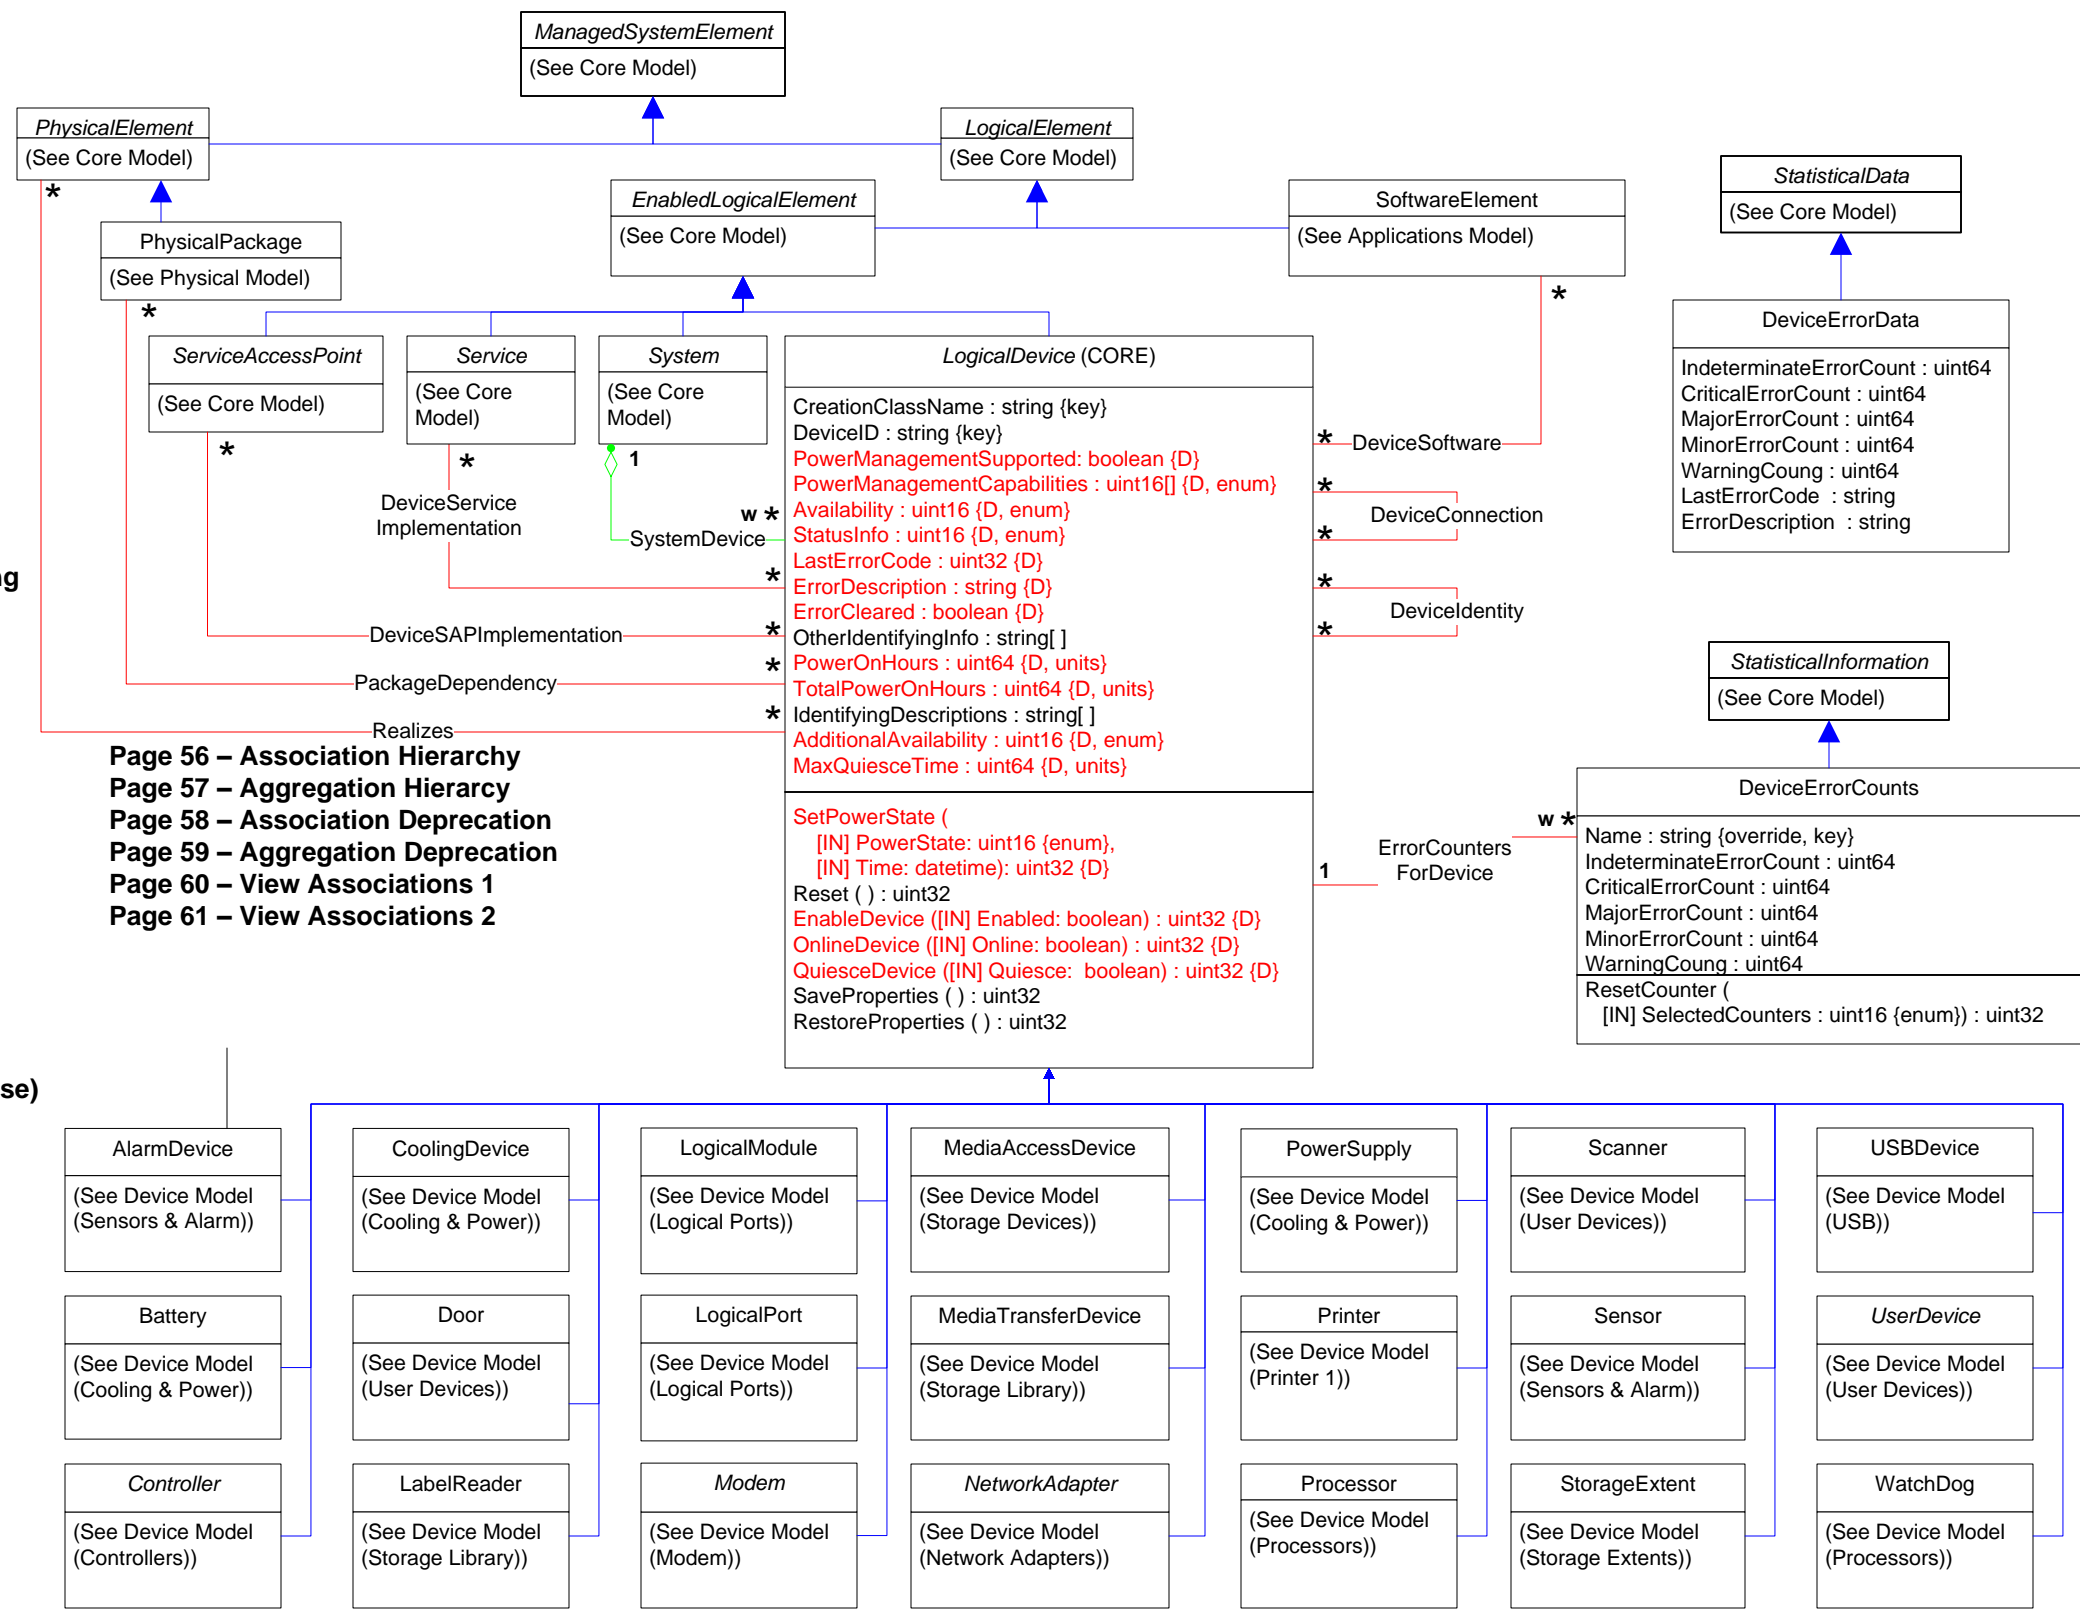 ManagedSystemElement
(See Core Model)
PhysicalElement
(See Core Model)
LogicalElement
(See Core Model)
*
PhysicalPackage
(See Physical Model)
*
EnabledLogicalElement
(See Core Model)
SoftwareElement
(See Applications Model)
*
StatisticalData
(See Core Model)
DeviceErrorData
IndeterminateErrorCount : uint64
CriticalErrorCount : uint64
MajorErrorCount : uint64
MinorErrorCount : uint64
WarningCoung : uint64
LastErrorCode : string
ErrorDescription : string
ServiceAccessPoint
(See Core Model)
*
Service
(See Core
Model)
*
System
(See Core
Model)
1
DeviceService
Implementation
w *
SystemDevice
*
DeviceSAPImplementation
*
PackageDependency
*
Realizes
*
LogicalDevice (CORE)
CreationClassName : string {key}
DeviceID : string {key}
PowerManagementSupported: boolean {D}
PowerManagementCapabilities : uint16[] {D, enum}
Availability : uint16 {D, enum}
StatusInfo : uint16 {D, enum}
LastErrorCode : uint32 {D}
ErrorDescription : string {D}
ErrorCleared : boolean {D}
OtherIdentifyingInfo : string[ ]
PowerOnHours : uint64 {D, units}
TotalPowerOnHours : uint64 {D, units}
IdentifyingDescriptions : string[ ]
AdditionalAvailability : uint16 {D, enum}
MaxQuiesceTime : uint64 {D, units}
SetPowerState (
[IN] PowerState: uint16 {enum},
[IN] Time: datetime): uint32 {D}
Reset ( ) : uint32
EnableDevice ([IN] Enabled: boolean) : uint32 {D}
OnlineDevice ([IN] Online: boolean) : uint32 {D}
QuiesceDevice ([IN] Quiesce: boolean) : uint32 {D}
SaveProperties ( ) : uint32
RestoreProperties ( ) : uint32
*
DeviceSoftware
*
DeviceConnection
*
*
DeviceIdentity
*
ng
Page 56 – Association Hierarchy
Page 57 – Aggregation Hierarcy
Page 58 – Association Deprecation
Page 59 – Aggregation Deprecation
Page 60 – View Associations 1
Page 61 – View Associations 2
StatisticalInformation
(See Core Model)
1
ErrorCounters
ForDevice
w *
DeviceErrorCounts
Name : string {override, key}
IndeterminateErrorCount : uint64
CriticalErrorCount : uint64
MajorErrorCount : uint64
MinorErrorCount : uint64
WarningCoung : uint64
ResetCounter (
[IN] SelectedCounters : uint16 {enum}) : uint32
se)
AlarmDevice
(See Device Model
(Sensors & Alarm))
CoolingDevice
(See Device Model
(Cooling & Power))
LogicalModule
(See Device Model
(Logical Ports))
MediaAccessDevice
(See Device Model
(Storage Devices))
PowerSupply
(See Device Model
(Cooling & Power))
Scanner
(See Device Model
(User Devices))
USBDevice
(See Device Model
(USB))
Battery
(See Device Model
(Cooling & Power))
Door
(See Device Model
(User Devices))
LogicalPort
(See Device Model
(Logical Ports))
MediaTransferDevice
(See Device Model
(Storage Library))
Printer
(See Device Model
(Printer 1))
Sensor
(See Device Model
(Sensors & Alarm))
UserDevice
(See Device Model
(User Devices))
Controller
(See Device Model
(Controllers))
LabelReader
(See Device Model
(Storage Library))
Modem
(See Device Model
(Modem))
NetworkAdapter
(See Device Model
(Network Adapters))
Processor
(See Device Model
(Processors))
StorageExtent
(See Device Model
(Storage Extents))
WatchDog
(See Device Model
(Processors))